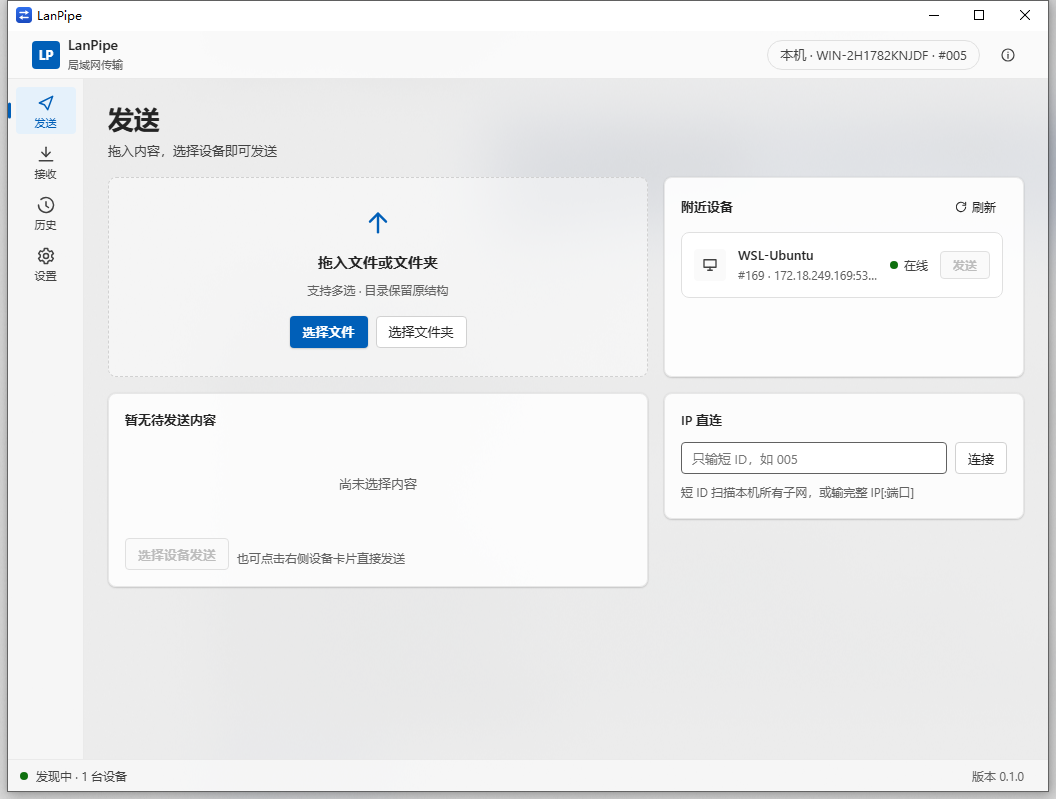 LanPipe
LP
LanPipe
局域网传输
本机 · WIN-2H1782KNJDF · #005
发送
接收
历史
设置
发送
拖入内容，选择设备即可发送
拖入文件或文件夹
支持多选 · 目录保留原结构
选择文件
选择文件夹
附近设备
刷新
WSL-Ubuntu
#169 · 172.18.249.169:53...
在线
发送
暂无待发送内容
尚未选择内容
选择设备发送
也可点击右侧设备卡片直接发送
IP 直连
只输短 ID，如 005
连接
短 ID 扫描本机所有子网，或输完整 IP[:端口]
发现中 · 1 台设备
版本 0.1.0